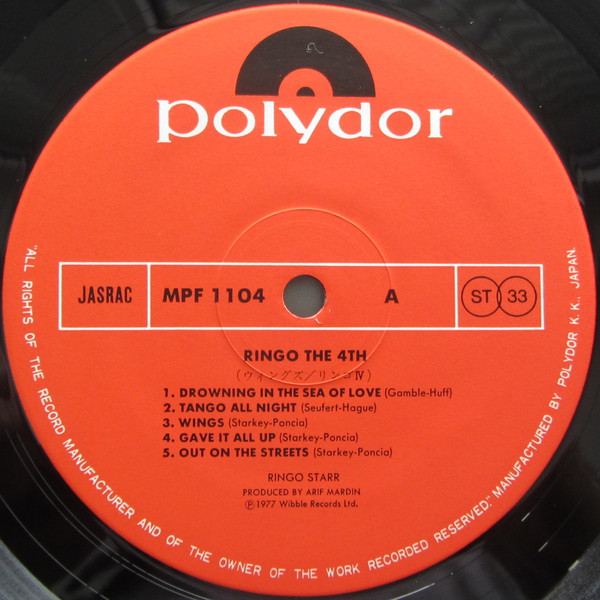 polydor
JASRAC MPF 1104 A ST 33
RINGO THE 4TH
(ウィングズ/リンゴⅣ)
1. DROWNING IN THE SEA OF LOVE (Gamble-Huff)
2. TANGO ALL NIGHT (Seufert-Hague)
3. WINGS (Starkey-Poncia)
4. GAVE IT ALL UP (Starkey-Poncia)
5. OUT ON THE STREETS (Starkey-Poncia)
RINGO STARR
PRODUCED BY ARIF MARDIN
Ⓟ1977 Wibble Records Ltd.
"ALL RIGHTS OF THE RECORD MANUFACTURER AND OF THE OWNER OF THE WORK RECORDED RESERVED." MANUFACTURED BY POLYDOR K.K., JAPAN.